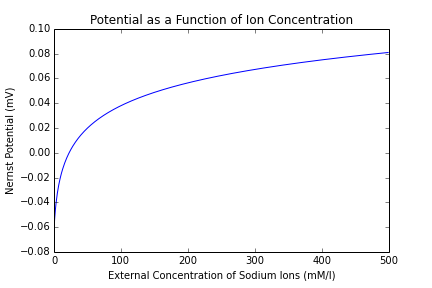 Potential as a Function of Ion Concentration
0.10
0.08
0.06
0.04
0.02
0.00
−0.02
−0.04
−0.06
−0.08
Nernst Potential (mV)
0 100 200 300 400 500
External Concentration of Sodium Ions (mM/l)